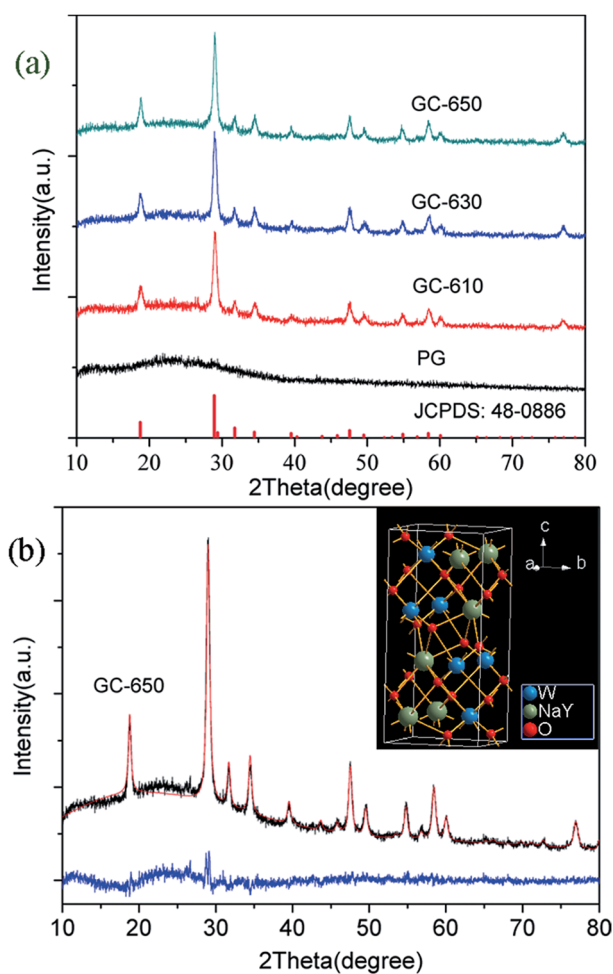 (a)
Intensity(a.u.)
GC-650
GC-630
GC-610
PG
JCPDS: 48-0886
10 20 30 40 50 60 70 80
2Theta(degree)
(b)
Intensity(a.u.)
GC-650
c
a b
W
NaY
O
10 20 30 40 50 60 70 80
2Theta(degree)